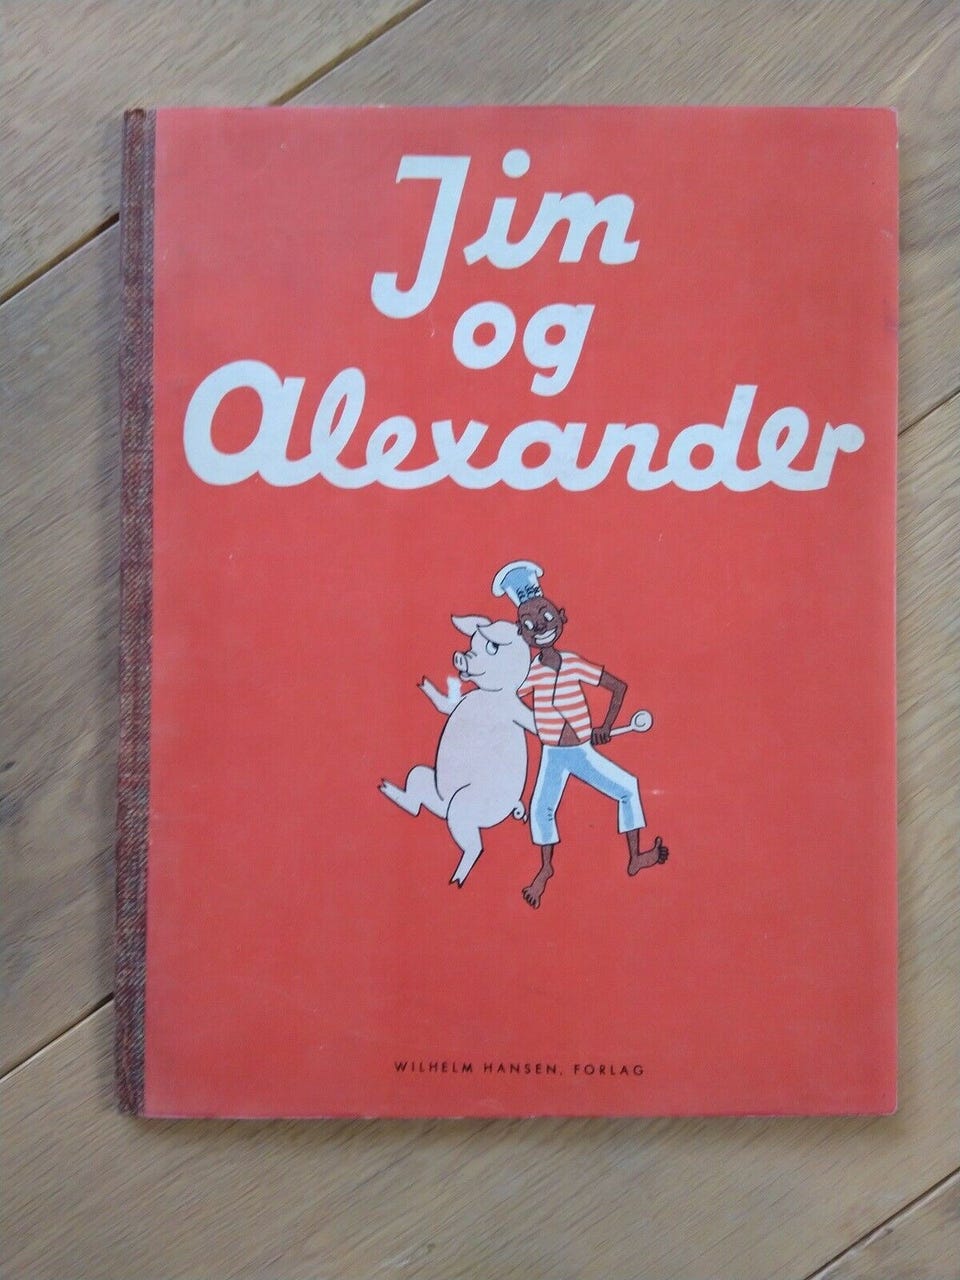 Jim
og
Alexander
WILHELM HANSEN, FORLAG